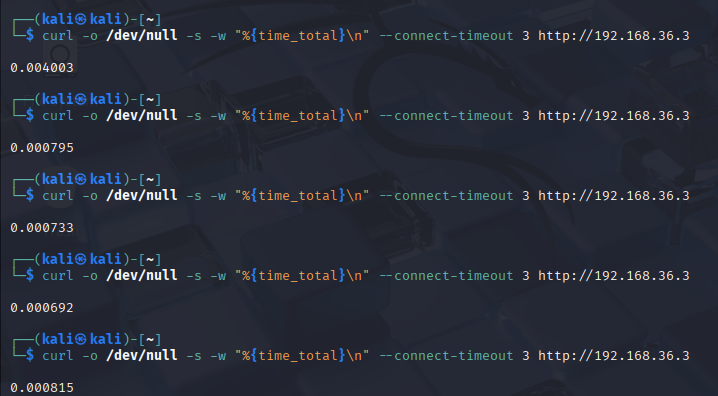 ┌──(kali㉿kali)-[~]
└─$ curl -o /dev/null -s -w "%{time_total}\n" --connect-timeout 3 http://192.168.36.3
0.004003
┌──(kali㉿kali)-[~]
└─$ curl -o /dev/null -s -w "%{time_total}\n" --connect-timeout 3 http://192.168.36.3
0.000795
┌──(kali㉿kali)-[~]
└─$ curl -o /dev/null -s -w "%{time_total}\n" --connect-timeout 3 http://192.168.36.3
0.000733
┌──(kali㉿kali)-[~]
└─$ curl -o /dev/null -s -w "%{time_total}\n" --connect-timeout 3 http://192.168.36.3
0.000692
┌──(kali㉿kali)-[~]
└─$ curl -o /dev/null -s -w "%{time_total}\n" --connect-timeout 3 http://192.168.36.3
0.000815